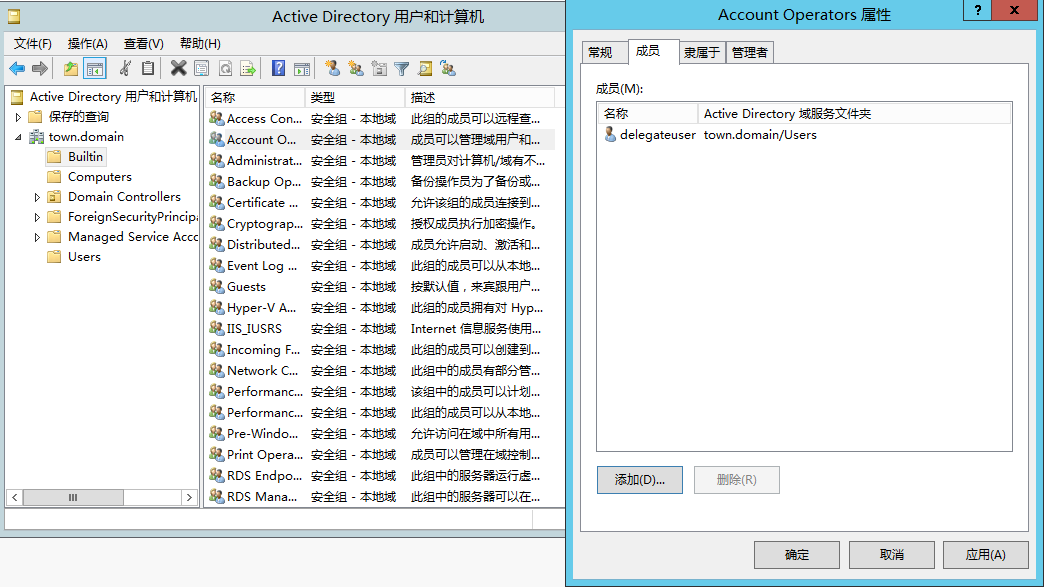 Active Directory 用户和计算机
文件(F) 操作(A) 查看(V) 帮助(H)
Active Directory 用户和计算机
保存的查询
town.domain
Builtin
Computers
Domain Controllers
ForeignSecurityPrincipa
Managed Service Acco
Users
名称 类型 描述
Access Con... 安全组 - 本地域 此组的成员可以远程查...
Account O... 安全组 - 本地域 成员可以管理域用户和...
Administrat... 安全组 - 本地域 管理员对计算机/域有不...
Backup Op... 安全组 - 本地域 备份操作员为了备份或...
Certificate ... 安全组 - 本地域 允许该组的成员连接到...
Cryptograp... 安全组 - 本地域 授权成员执行加密操作。
Distributed... 安全组 - 本地域 成员允许启动、激活和...
Event Log ... 安全组 - 本地域 此组的成员可以从本地...
Guests 安全组 - 本地域 按默认值，来宾跟用户...
Hyper-V A... 安全组 - 本地域 此组的成员拥有对 Hyp...
IIS_IUSRS 安全组 - 本地域 Internet 信息服务使用...
Incoming F... 安全组 - 本地域 此组的成员可以创建到...
Network C... 安全组 - 本地域 此组中的成员有部分管...
Performanc... 安全组 - 本地域 该组中的成员可以计划...
Performanc... 安全组 - 本地域 此组的成员可以从本地...
Pre-Windo... 安全组 - 本地域 允许访问在域中所有用...
Print Opera... 安全组 - 本地域 成员可以管理在域控制...
RDS Endpo... 安全组 - 本地域 此组中的服务器运行虚...
RDS Mana... 安全组 - 本地域 此组中的服务器可以在...
Account Operators 属性
? x
常规 成员 隶属于 管理者
成员(M):
名称 Active Directory 域服务文件夹
delegateuser town.domain/Users
添加(D)... 删除(R)
确定 取消 应用(A)